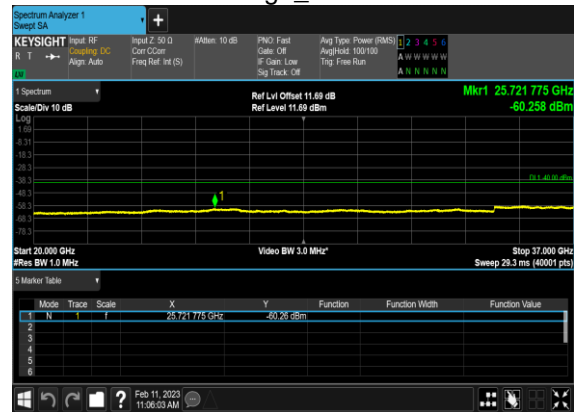 Spectrum Analyzer 1
Swept SA
KEYSIGHT Input: RF Input Z: 50 Ω #Atten: 10 dB PNO: Fast Avg Type: Power (RMS) 1 2 3 4 5 6
R T Coupling: DC Corr CCorr Gate: Off Avg|Hold: 100/100 A W W W W W
Align: Auto Freq Ref: Int (S) IF Gain: Low Trig: Free Run
Sig Track: Off A N N N N N
1 Spectrum Ref Lvl Offset 11.69 dB Mkr1 25.721 775 GHz
Scale/Div 10 dB Ref Level 11.69 dBm -60.258 dBm
Log
1.69
-8.31
-18.3
-28.3
-38.3
DL1 -40.00 dBm
-48.3
1
-58.3
-68.3
-78.3
Start 20.000 GHz Video BW 3.0 MHz* Stop 37.000 GHz
#Res BW 1.0 MHz Sweep 29.3 ms (40001 pts)
5 Marker Table
Mode Trace Scale X Y Function Function Width Function Value
1 N 1 f 25.721 775 GHz -60.26 dBm
2
3
4
5
6
? Feb 11, 2023
11:06:03 AM